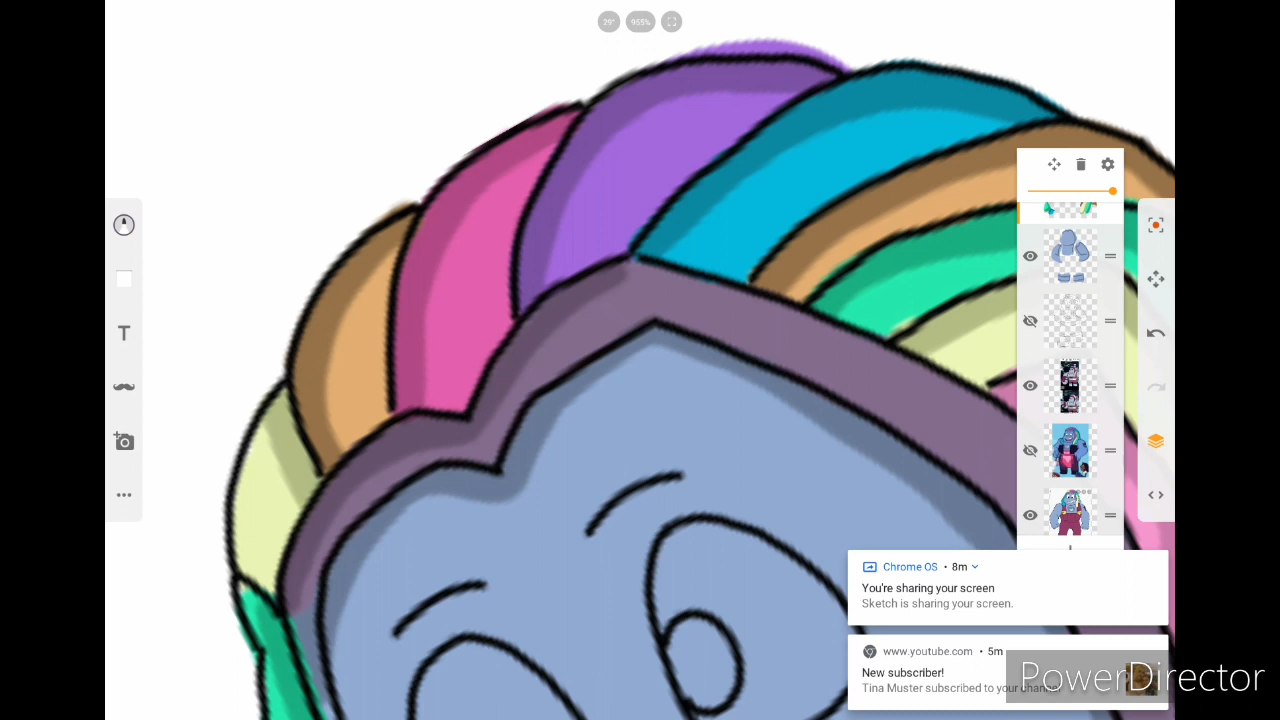 29°
955%
T
Chrome OS • 8m
You're sharing your screen
Sketch is sharing your screen.
www.youtube.com • 5m
New subscriber!
Tina Muster subscribed to your channel
PowerDirector